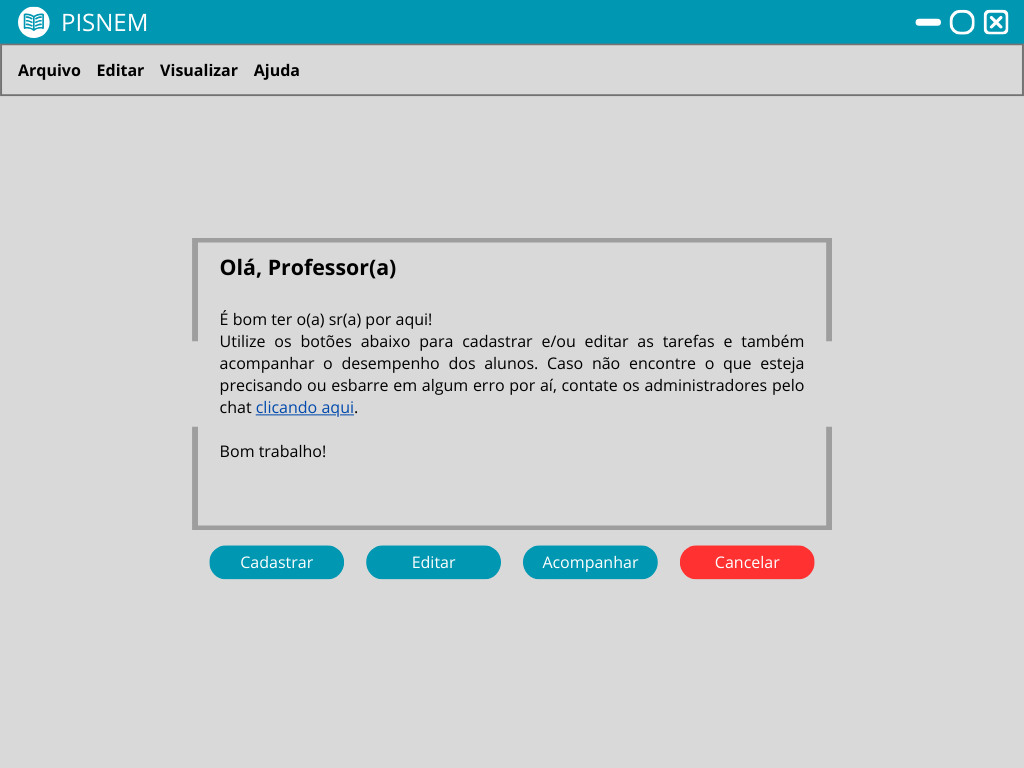 PISNEM
Arquivo Editar Visualizar Ajuda
Olá, Professor(a)
É bom ter o(a) sr(a) por aqui!
Utilize os botões abaixo para cadastrar e/ou editar as tarefas e também
acompanhar o desempenho dos alunos. Caso não encontre o que esteja
precisando ou esbarre em algum erro por aí, contate os administradores pelo
chat clicando aqui.
Bom trabalho!
Cadastrar Editar Acompanhar Cancelar